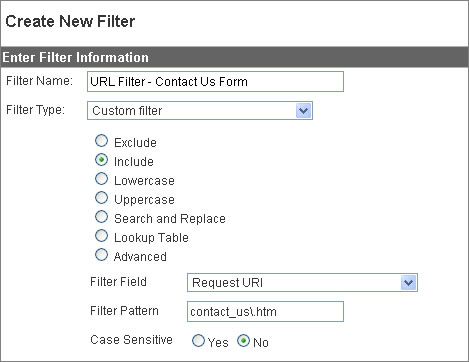 Create New Filter
Enter Filter Information
Filter Name: URL Filter - Contact Us Form
Filter Type: Custom filter
Exclude
Include
Lowercase
Uppercase
Search and Replace
Lookup Table
Advanced
Filter Field Request URI
Filter Pattern contact_us\.htm
Case Sensitive Yes No